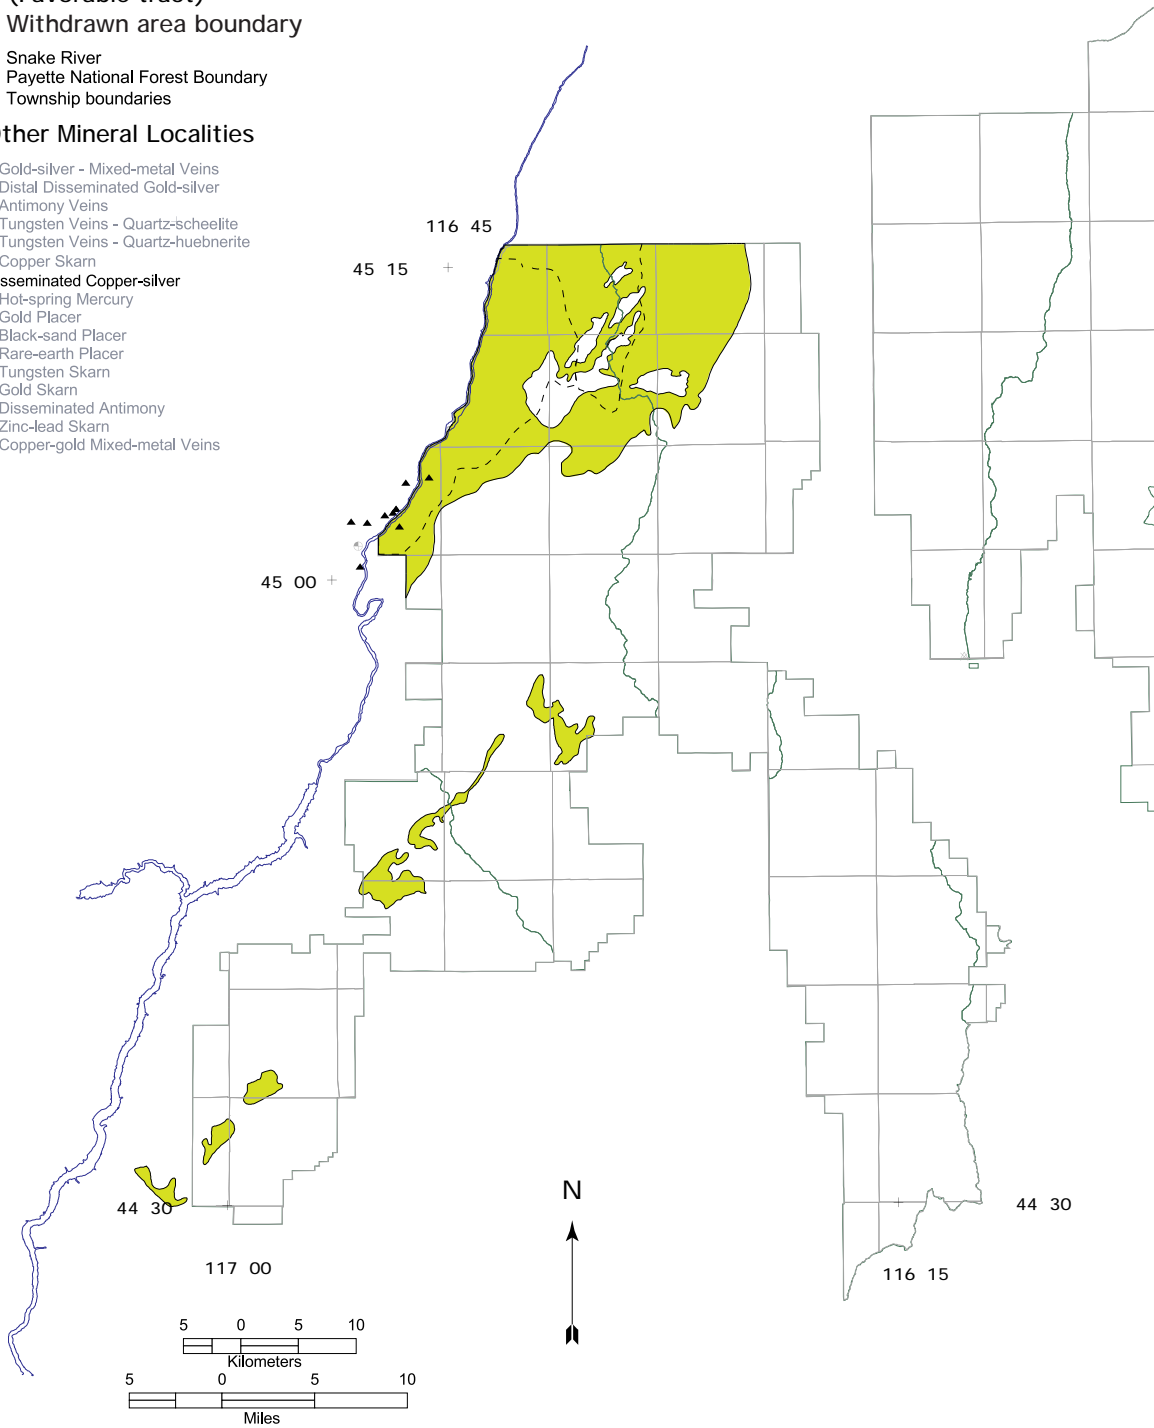 (Favorable tract)
Withdrawn area boundary
Snake River
Payette National Forest Boundary
Township boundaries
ther Mineral Localities
Gold-silver - Mixed-metal Veins
Distal Disseminated Gold-silver
Antimony Veins
Tungsten Veins - Quartz-scheelite
Tungsten Veins - Quartz-huebnerite
Copper Skarn
sseminated Copper-silver
Hot-spring Mercury
Gold Placer
Black-sand Placer
Rare-earth Placer
Tungsten Skarn
Gold Skarn
Disseminated Antimony
Zinc-lead Skarn
Copper-gold Mixed-metal Veins
116 45
45 15
45 00
44 30
117 00
N
44 30
116 15
5 0 5 10
Kilometers
5 0 5 10
Miles